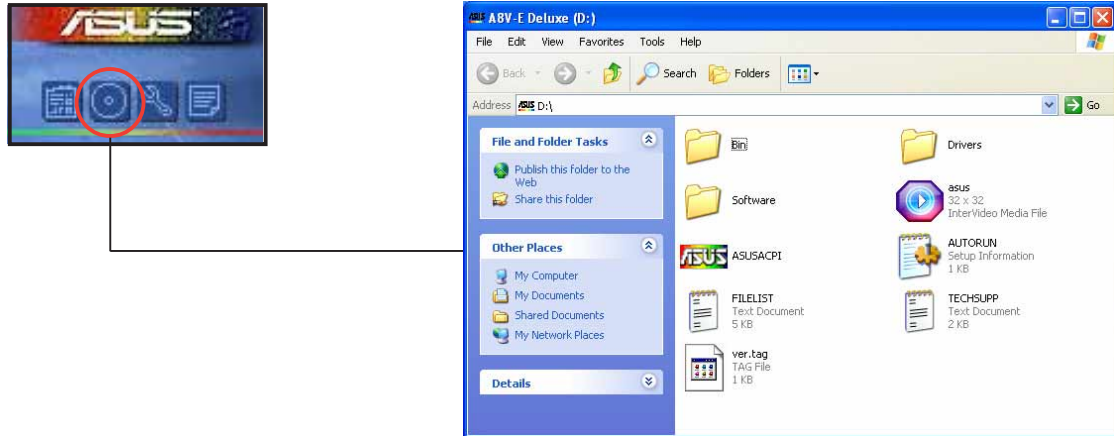 ASUS
A8V-E Deluxe (D:)
File Edit View Favorites Tools Help
Back Search Folders
Address D:\ Go
File and Folder Tasks
Publish this folder to the
Web
Share this folder
Other Places
My Computer
My Documents
Shared Documents
My Network Places
Details
Bin
Drivers
Software
asus
32 x 32
InterVideo Media File
ASUS ASUSACPI
AUTORUN
Setup Information
1 KB
FILELIST
Text Document
5 KB
TECHSUPP
Text Document
2 KB
ver.tag
TAG File
1 KB